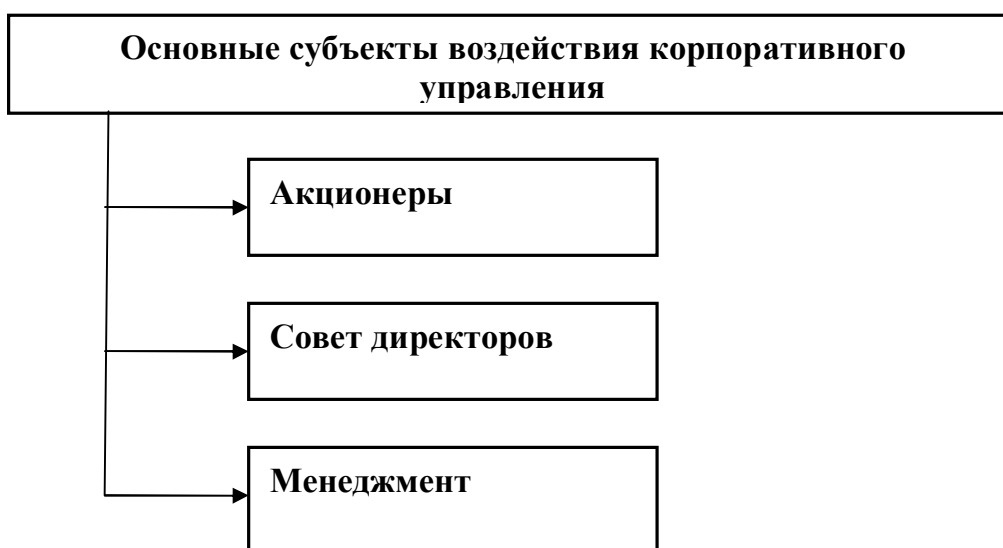 Основные субъекты воздействия корпоративного
управления
Акционеры
Совет директоров
Менеджмент